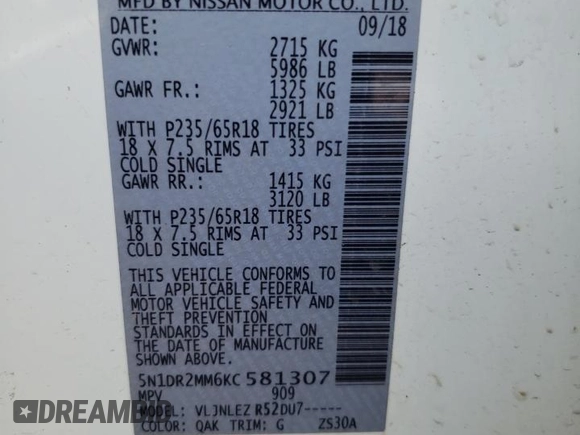 MFD BY NISSAN MOTOR CO., LTD.
DATE: 09/18
GVWR: 2715 KG
5986 LB
GAWR FR.: 1325 KG
2921 LB
WITH P235/65R18 TIRES
18 X 7.5 RIMS AT 33 PSI
COLD SINGLE
GAWR RR.: 1415 KG
3120 LB
WITH P235/65R18 TIRES
18 X 7.5 RIMS AT 33 PSI
COLD SINGLE
THIS VEHICLE CONFORMS TO
ALL APPLICABLE FEDERAL
MOTOR VEHICLE SAFETY AND
THEFT PREVENTION
STANDARDS IN EFFECT ON
THE DATE OF MANUFACTURE
SHOWN ABOVE.
5N1DR2MM6KC581307
MPV 909
MODEL: VLJNLEZ R52DU7-----
COLOR: QAK TRIM: G ZS30A